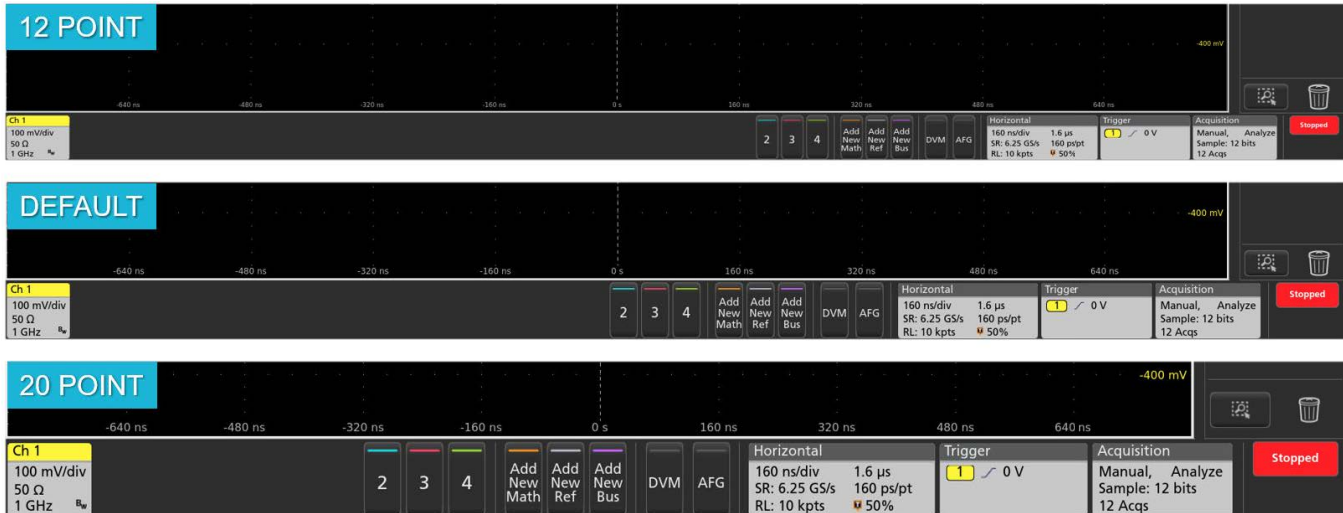 12 POINT
-400 mV
-640 ns -480 ns -320 ns -160 ns 0 s 160 ns 320 ns 480 ns 640 ns
Ch 1 Horizontal Trigger Acquisition Stopped
100 mV/div 2 3 4 Add New Math Add New Ref Add New Bus DVM AFG 160 ns/div 1.6 µs 1 0 V Manual, Analyze
50 Ω SR: 6.25 GS/s 160 ps/pt Sample: 12 bits
1 GHz Bw RL: 10 kpts 50% 12 Acqs
DEFAULT
-400 mV
-640 ns -480 ns -320 ns -160 ns 0 s 160 ns 320 ns 480 ns 640 ns
Ch 1 Horizontal Trigger Acquisition Stopped
100 mV/div 2 3 4 Add New Math Add New Ref Add New Bus DVM AFG 160 ns/div 1.6 µs 1 0 V Manual, Analyze
50 Ω SR: 6.25 GS/s 160 ps/pt Sample: 12 bits
1 GHz Bw RL: 10 kpts 50% 12 Acqs
20 POINT
-400 mV
-640 ns -480 ns -320 ns -160 ns 0 s 160 ns 320 ns 480 ns 640 ns
Ch 1 Horizontal Trigger Acquisition Stopped
100 mV/div 2 3 4 Add New Math Add New Ref Add New Bus DVM AFG 160 ns/div 1.6 µs 1 0 V Manual, Analyze
50 Ω SR: 6.25 GS/s 160 ps/pt Sample: 12 bits
1 GHz Bw RL: 10 kpts 50% 12 Acqs